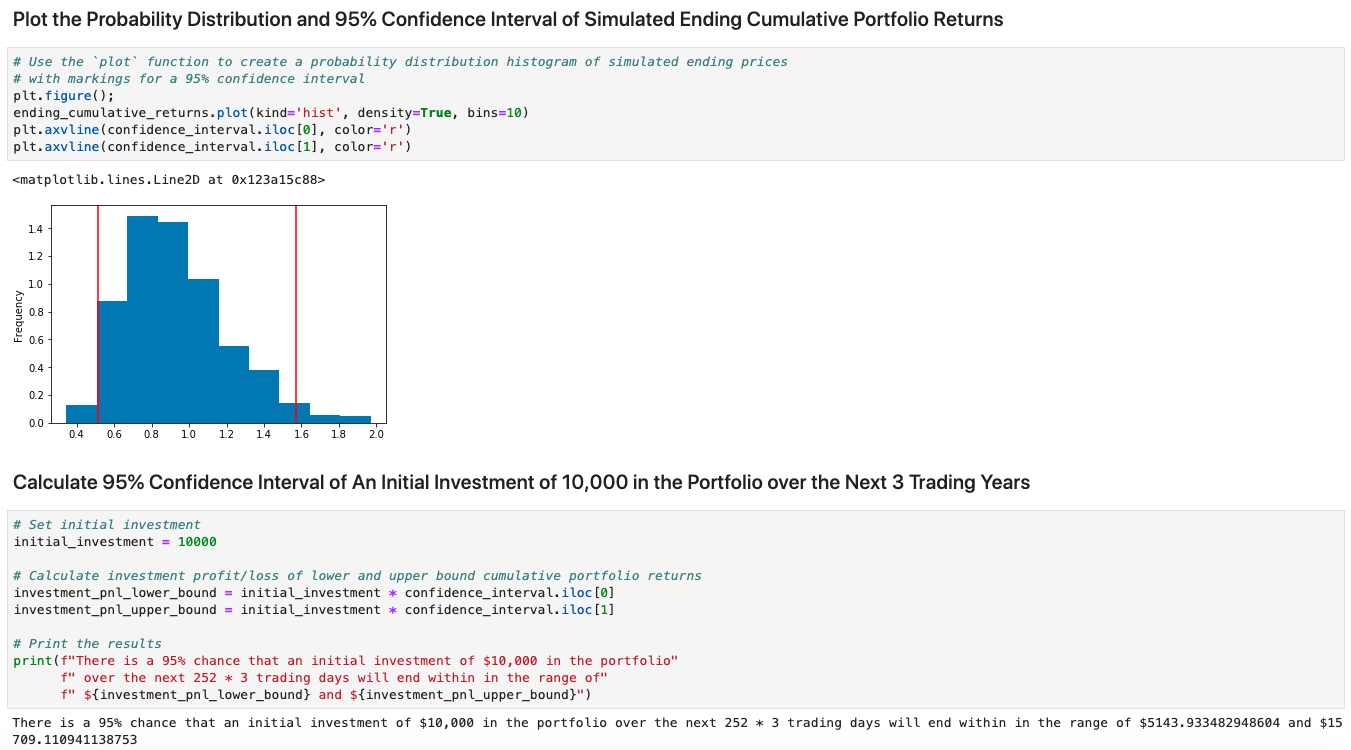 Plot the Probability Distribution and 95% Confidence Interval of Simulated Ending Cumulative Portfolio Returns
# Use the `plot` function to create a probability distribution histogram of simulated ending prices
# with markings for a 95% confidence interval
plt.figure();
ending_cumulative_returns.plot(kind='hist', density=True, bins=10)
plt.axvline(confidence_interval.iloc[0], color='r')
plt.axvline(confidence_interval.iloc[1], color='r')
<matplotlib.lines.Line2D at 0x123a15c88>
1.4
1.2
1.0
0.8
0.6
0.4
0.2
0.0
Frequency
0.4 0.6 0.8 1.0 1.2 1.4 1.6 1.8 2.0
Calculate 95% Confidence Interval of An Initial Investment of 10,000 in the Portfolio over the Next 3 Trading Years
# Set initial investment
initial_investment = 10000
# Calculate investment profit/loss of lower and upper bound cumulative portfolio returns
investment_pnl_lower_bound = initial_investment * confidence_interval.iloc[0]
investment_pnl_upper_bound = initial_investment * confidence_interval.iloc[1]
# Print the results
print(f"There is a 95% chance that an initial investment of $10,000 in the portfolio"
f" over the next 252 * 3 trading days will end within in the range of"
f" ${investment_pnl_lower_bound} and ${investment_pnl_upper_bound}")
There is a 95% chance that an initial investment of $10,000 in the portfolio over the next 252 * 3 trading days will end within in the range of $5143.933482948604 and $15
709.110941138753